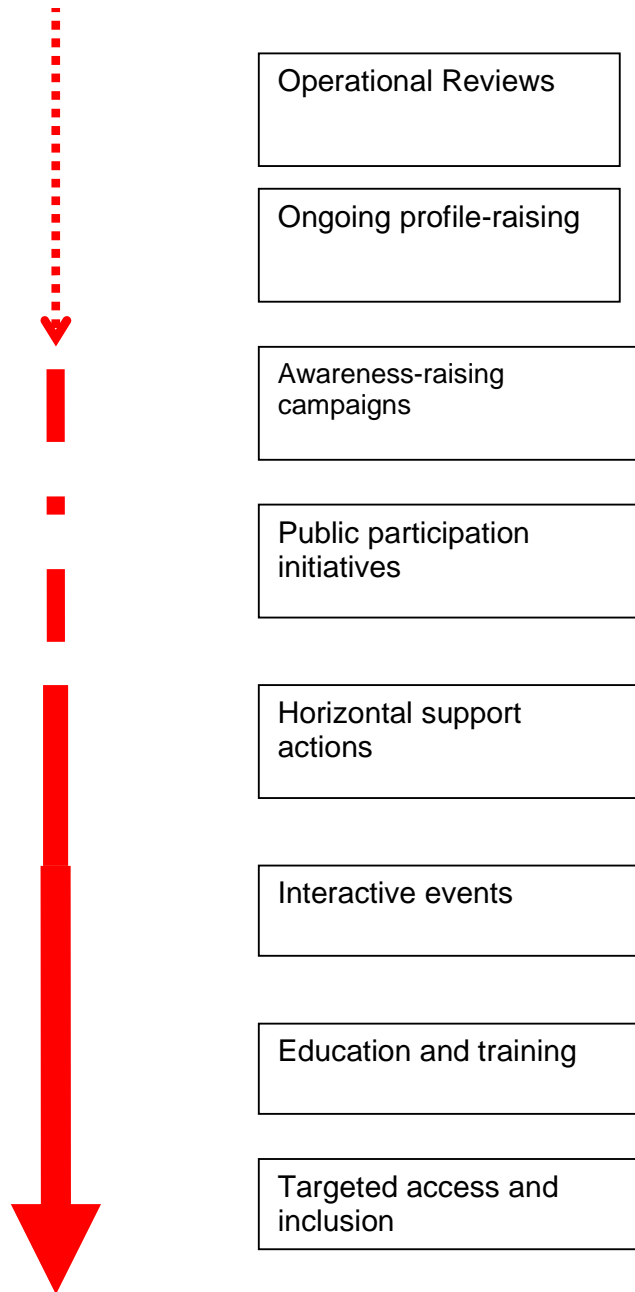 Operational Reviews
Ongoing profile-raising
Awareness-raising
campaigns
Public participation
initiatives
Horizontal support
actions
Interactive events
Education and training
Targeted access and
inclusion